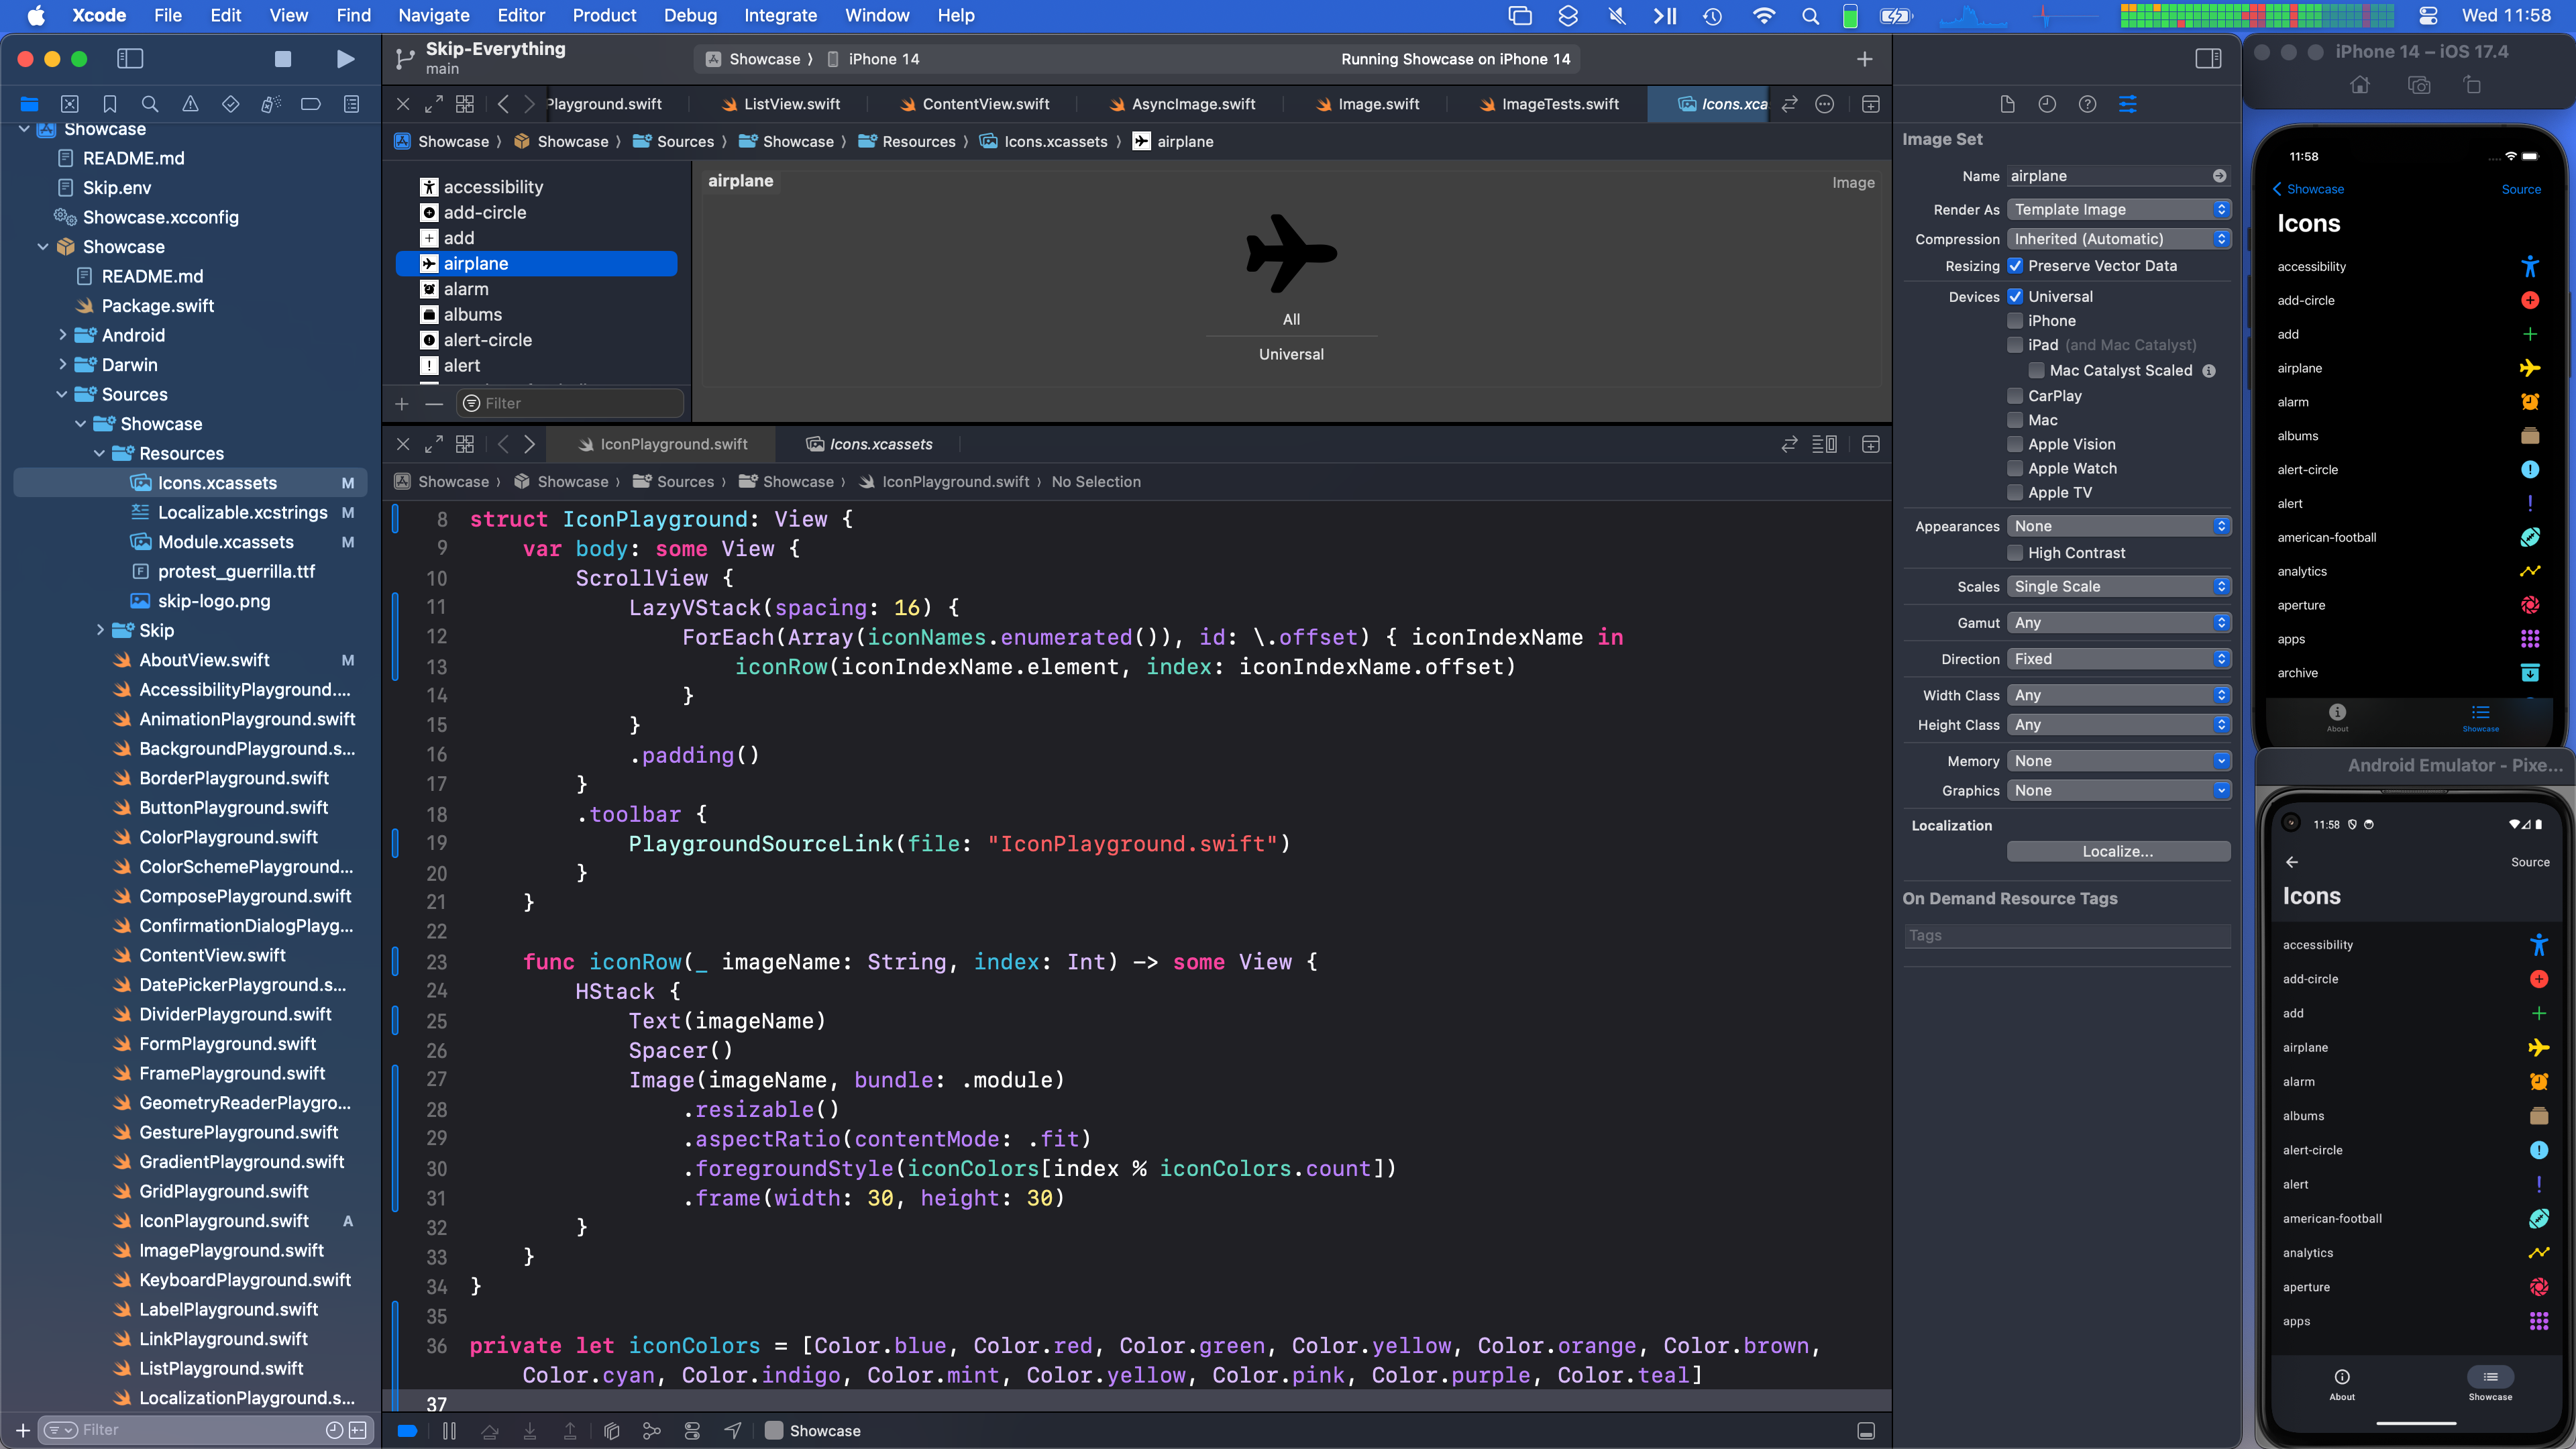 Xcode File Edit View Find Navigate Editor Product Debug Integrate Window Help
Wed 11:58
Skip-Everything
main
Showcase ⟩ iPhone 14
Running Showcase on iPhone 14
Showcase
README.md
Skip.env
Showcase.xcconfig
Showcase
README.md
Package.swift
Android
Darwin
Sources
Showcase
Resources
Icons.xcassets M
Localizable.xcstrings M
Module.xcassets M
protest_guerrilla.ttf
skip-logo.png
Skip
AboutView.swift M
AccessibilityPlayground....
AnimationPlayground.swift
BackgroundPlayground.s...
BorderPlayground.swift
ButtonPlayground.swift
ColorPlayground.swift
ColorSchemePlayground...
ComposePlayground.swift
ConfirmationDialogPlayg...
ContentView.swift
DatePickerPlayground.s...
DividerPlayground.swift
FormPlayground.swift
FramePlayground.swift
GeometryReaderPlaygro...
GesturePlayground.swift
GradientPlayground.swift
GridPlayground.swift
IconPlayground.swift A
ImagePlayground.swift
KeyboardPlayground.swift
LabelPlayground.swift
LinkPlayground.swift
ListPlayground.swift
LocalizationPlayground.s...
Filter
Playground.swift ListView.swift ContentView.swift AsyncImage.swift Image.swift ImageTests.swift Icons.xca
Showcase ⟩ Showcase ⟩ Sources ⟩ Showcase ⟩ Resources ⟩ Icons.xcassets ⟩ airplane
accessibility
add-circle
add
airplane
alarm
albums
alert-circle
alert
Filter
airplane
Image
All
Universal
IconPlayground.swift Icons.xcassets
Showcase ⟩ Showcase ⟩ Sources ⟩ Showcase ⟩ IconPlayground.swift ⟩ No Selection
8 struct IconPlayground: View {
9 var body: some View {
10 ScrollView {
11 LazyVStack(spacing: 16) {
12 ForEach(Array(iconNames.enumerated()), id: \.offset) { iconIndexName in
13 iconRow(iconIndexName.element, index: iconIndexName.offset)
14 }
15 }
16 .padding()
17 }
18 .toolbar {
19 PlaygroundSourceLink(file: "IconPlayground.swift")
20 }
21 }
22
23 func iconRow(_ imageName: String, index: Int) -> some View {
24 HStack {
25 Text(imageName)
26 Spacer()
27 Image(imageName, bundle: .module)
28 .resizable()
29 .aspectRatio(contentMode: .fit)
30 .foregroundStyle(iconColors[index % iconColors.count])
31 .frame(width: 30, height: 30)
32 }
33 }
34 }
35
36 private let iconColors = [Color.blue, Color.red, Color.green, Color.yellow, Color.orange, Color.brown,
Color.cyan, Color.indigo, Color.mint, Color.yellow, Color.pink, Color.purple, Color.teal]
37
Showcase
Image Set
Name airplane
Render As Template Image
Compression Inherited (Automatic)
Resizing Preserve Vector Data
Devices Universal
iPhone
iPad (and Mac Catalyst)
Mac Catalyst Scaled
CarPlay
Mac
Apple Vision
Apple Watch
Apple TV
Appearances None
High Contrast
Scales Single Scale
Gamut Any
Direction Fixed
Width Class Any
Height Class Any
Memory None
Graphics None
Localization
Localize...
On Demand Resource Tags
Tags
iPhone 14 – iOS 17.4
11:58
Showcase Source
Icons
accessibility
add-circle
add
airplane
alarm
albums
alert-circle
alert
american-football
analytics
aperture
apps
archive
About Showcase
Android Emulator - Pixe...
11:58
Source
Icons
accessibility
add-circle
add
airplane
alarm
albums
alert-circle
alert
american-football
analytics
aperture
apps
About Showcase